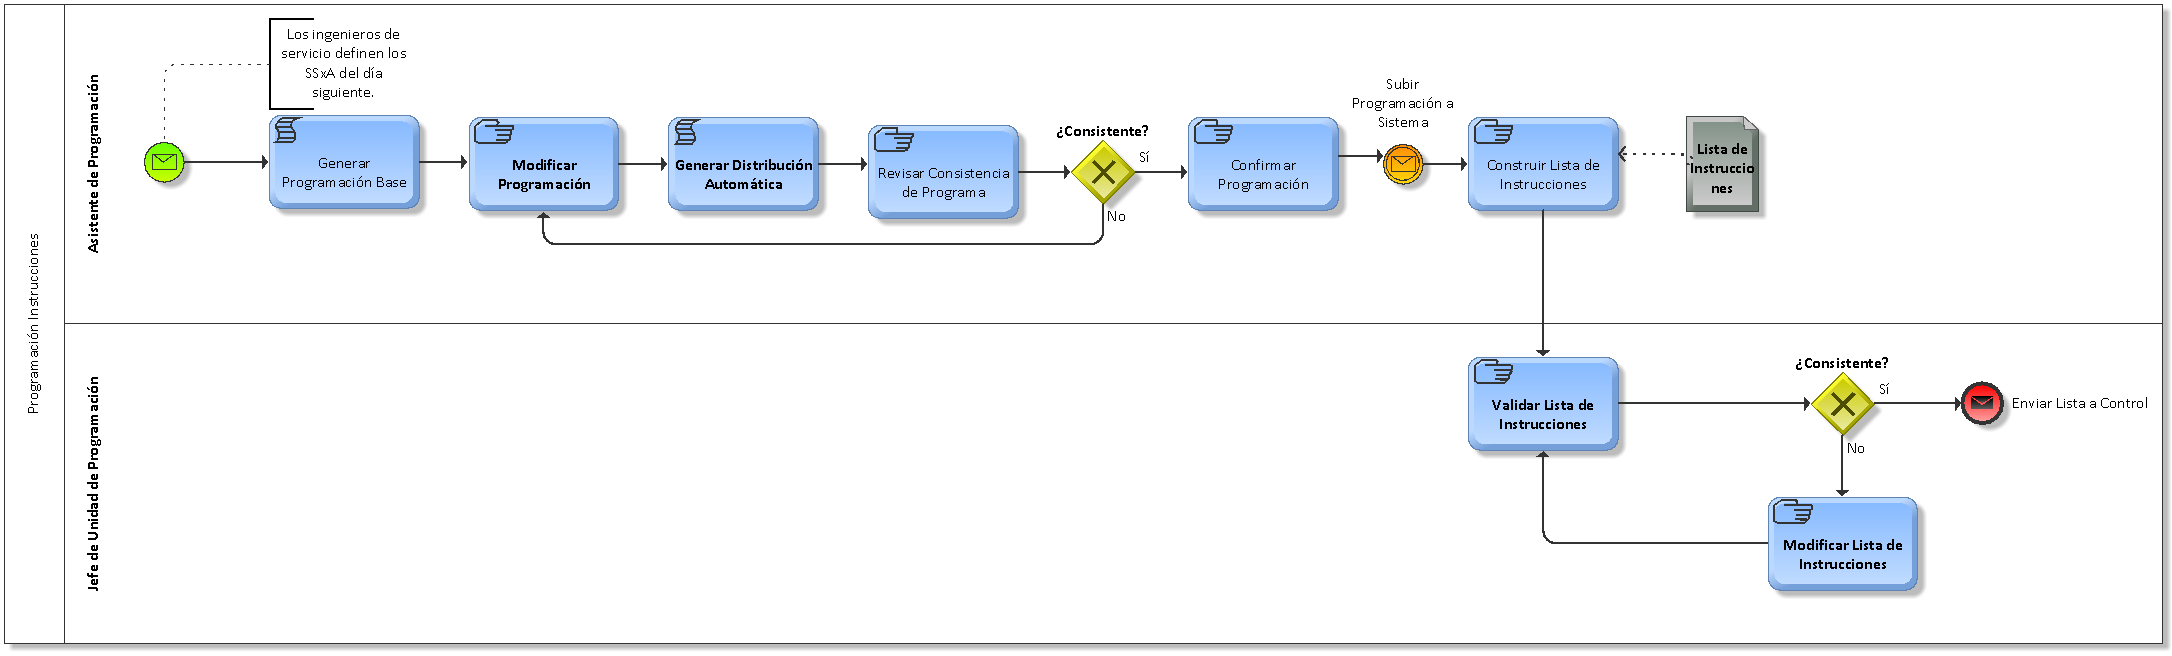 Programación Instrucciones
Asistente de Programación
Los ingenieros de
servicio definen los
SSxA del día
siguiente.
Generar
Programación Base
Modificar
Programación
Generar Distribución
Automática
Revisar Consistencia
de Programa
¿Consistente?
Sí
No
Confirmar
Programación
Subir
Programación a
Sistema
Construir Lista de
Instrucciones
Lista de
Instruccio
nes
Jefe de Unidad de Programación
Validar Lista de
Instrucciones
¿Consistente?
Sí
No
Enviar Lista a Control
Modificar Lista de
Instrucciones